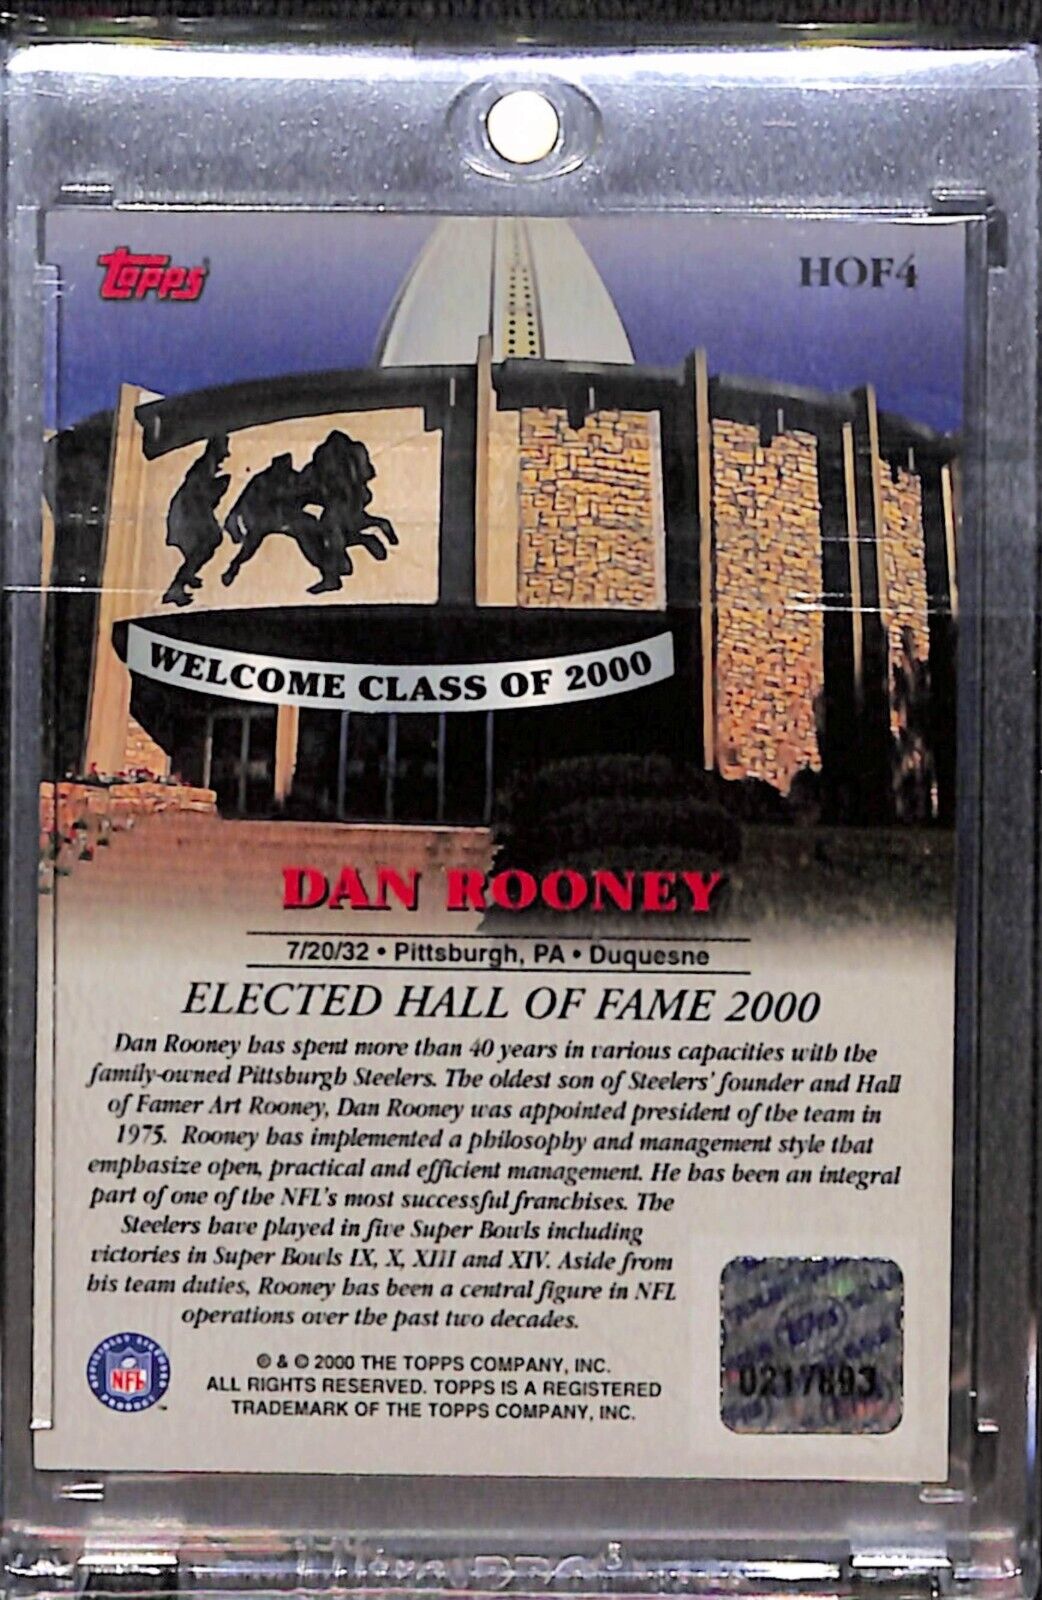 TOPPS
HOF4
WELCOME CLASS OF 2000
DAN ROONEY
7/20/32 • Pittsburgh, PA • Duquesne
ELECTED HALL OF FAME 2000
Dan Rooney has spent more than 40 years in various capacities with the
family-owned Pittsburgh Steelers. The oldest son of Steelers' founder and Hall
of Famer Art Rooney, Dan Rooney was appointed president of the team in
1975. Rooney has implemented a philosophy and management style that
emphasize open, practical and efficient management. He has been an integral
part of one of the NFL's most successful franchises. The
Steelers have played in five Super Bowls including
victories in Super Bowls IX, X, XIII and XIV. Aside from
his team duties, Rooney has been a central figure in NFL
operations over the past two decades.
© & © 2000 THE TOPPS COMPANY, INC.
ALL RIGHTS RESERVED. TOPPS IS A REGISTERED
TRADEMARK OF THE TOPPS COMPANY, INC.
NFL